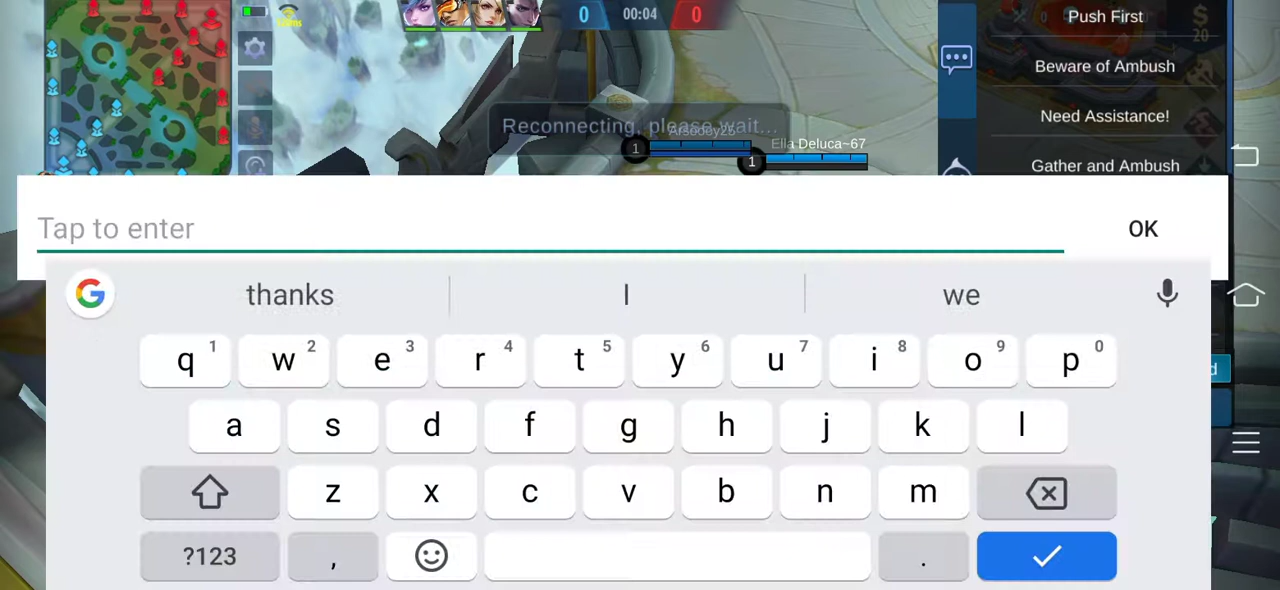 0 00:04 0
Push First
$
20
Beware of Ambush
Need Assistance!
Gather and Ambush
Reconnecting, please wait...
1
1 Ella Deluca~67
Tap to enter
OK
thanks I we
q 1 w 2 e 3 r 4 t 5 y 6 u 7 i 8 o 9 p 0
a s d f g h j k l
z x c v b n m
?123 , .
d